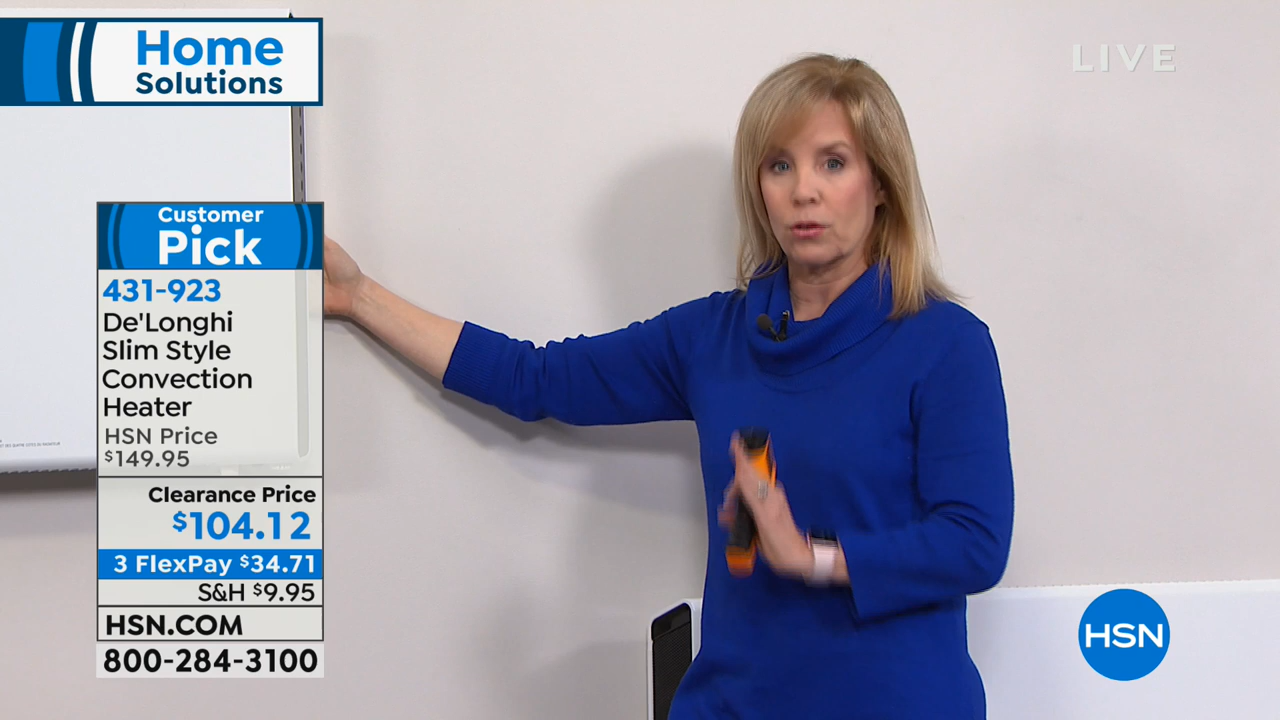 Home
Solutions
LIVE
Customer
Pick
431-923
De'Longhi
Slim Style
Convection
Heater
HSN Price
$149.95
Clearance Price
$104.12
3 FlexPay $34.71
S&H $9.95
HSN.COM
800-284-3100
HSN